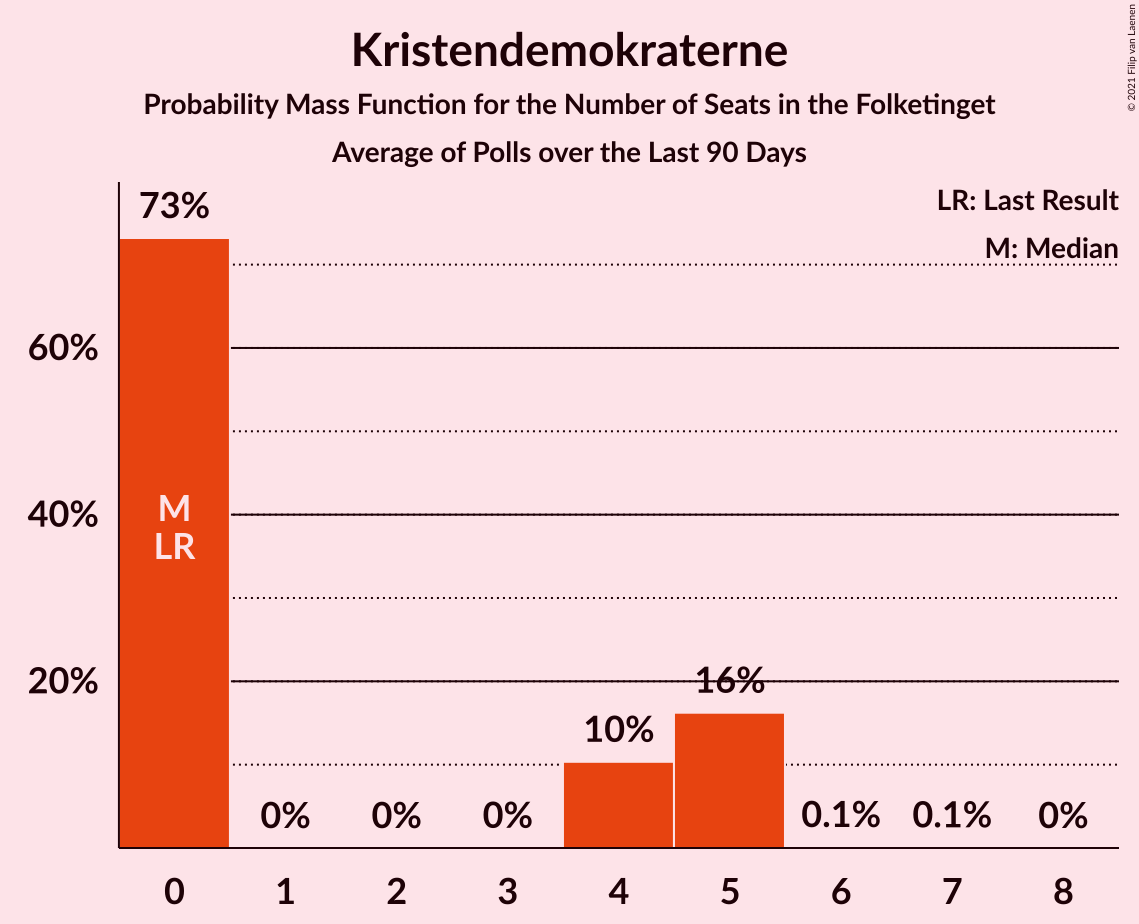 Kristendemokraterne
Probability Mass Function for the Number of Seats in the Folketinget
Average of Polls over the Last 90 Days
© 2021 Filip van Laenen
LR: Last Result
M: Median
73%
60%
40%
20%
M
LR
0%
0%
0%
10%
16%
0.1%
0.1%
0%
0
1
2
3
4
5
6
7
8